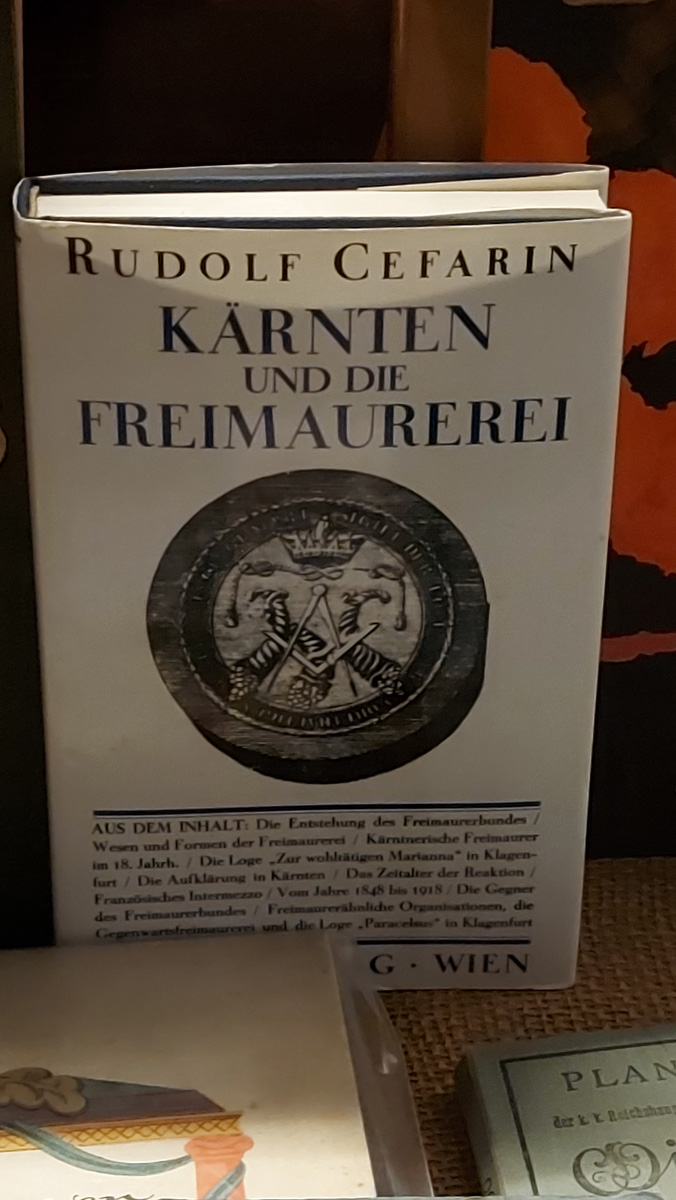 RUDOLF CEFARIN
KÄRNTEN
UND DIE
FREIMAUREREI
AUS DEM INHALT: Die Entstehung des Freimaurerbundes /
Wesen und Formen der Freimaurerei / Kärntnerische Freimaurer
im 18. Jahrh. / Die Loge „Zur wohltätigen Marianna“ in Klagen-
furt / Die Aufklärung in Kärnten / Das Zeitalter der Reaktion /
Französisches Intermezzo / Vom Jahre 1848 bis 1918 / Die Gegner
des Freimaurerbundes / Freimaurerähnliche Organisationen, die
Gegenwartsfreimaurerei und die Loge „Paracelsus“ in Klagenfurt
G · WIEN
PLAN
der k. k.